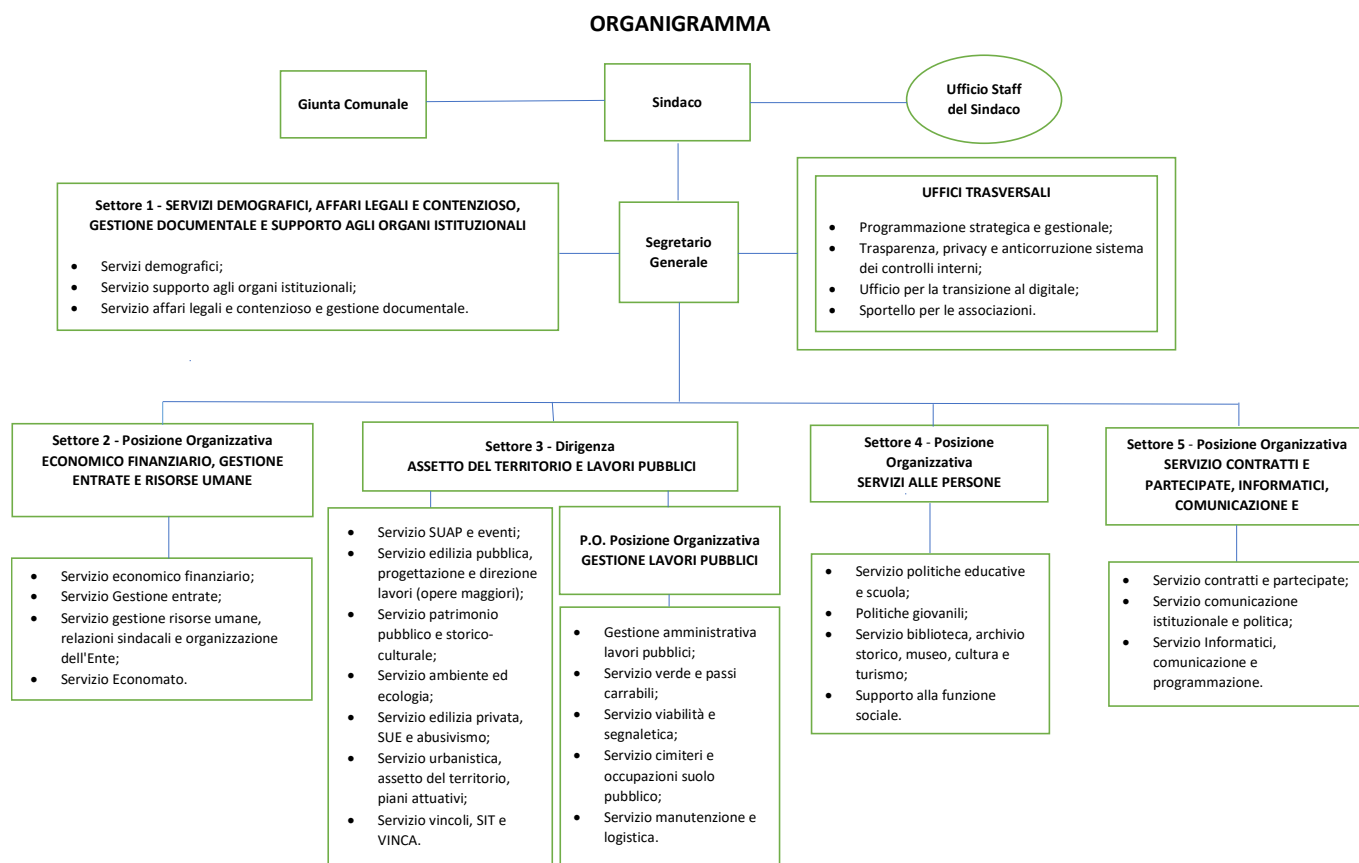 ORGANIGRAMMA
Giunta Comunale
Sindaco
Ufficio Staff
del Sindaco
Settore 1 - SERVIZI DEMOGRAFICI, AFFARI LEGALI E CONTENZIOSO,
GESTIONE DOCUMENTALE E SUPPORTO AGLI ORGANI ISTITUZIONALI
• Servizi demografici;
• Servizio supporto agli organi istituzionali;
• Servizio affari legali e contenzioso e gestione documentale.
Segretario
Generale
UFFICI TRASVERSALI
• Programmazione strategica e gestionale;
• Trasparenza, privacy e anticorruzione sistema
dei controlli interni;
• Ufficio per la transizione al digitale;
• Sportello per le associazioni.
Settore 2 - Posizione Organizzativa
ECONOMICO FINANZIARIO, GESTIONE
ENTRATE E RISORSE UMANE
• Servizio economico finanziario;
• Servizio Gestione entrate;
• Servizio gestione risorse umane,
relazioni sindacali e organizzazione
dell'Ente;
• Servizio Economato.
Settore 3 - Dirigenza
ASSETTO DEL TERRITORIO E LAVORI PUBBLICI
• Servizio SUAP e eventi;
• Servizio edilizia pubblica,
progettazione e direzione
lavori (opere maggiori);
• Servizio patrimonio
pubblico e storico-
culturale;
• Servizio ambiente ed
ecologia;
• Servizio edilizia privata,
SUE e abusivismo;
• Servizio urbanistica,
assetto del territorio,
piani attuativi;
• Servizio vincoli, SIT e
VINCA.
P.O. Posizione Organizzativa
GESTIONE LAVORI PUBBLICI
• Gestione amministrativa
lavori pubblici;
• Servizio verde e passi
carrabili;
• Servizio viabilità e
segnaletica;
• Servizio cimiteri e
occupazioni suolo
pubblico;
• Servizio manutenzione e
logistica.
Settore 4 - Posizione
Organizzativa
SERVIZI ALLE PERSONE
• Servizio politiche educative
e scuola;
• Politiche giovanili;
• Servizio biblioteca, archivio
storico, museo, cultura e
turismo;
• Supporto alla funzione
sociale.
Settore 5 - Posizione Organizzativa
SERVIZIO CONTRATTI E
PARTECIPATE, INFORMATICI,
COMUNICAZIONE E
• Servizio contratti e partecipate;
• Servizio comunicazione
istituzionale e politica;
• Servizio Informatici,
comunicazione e
programmazione.